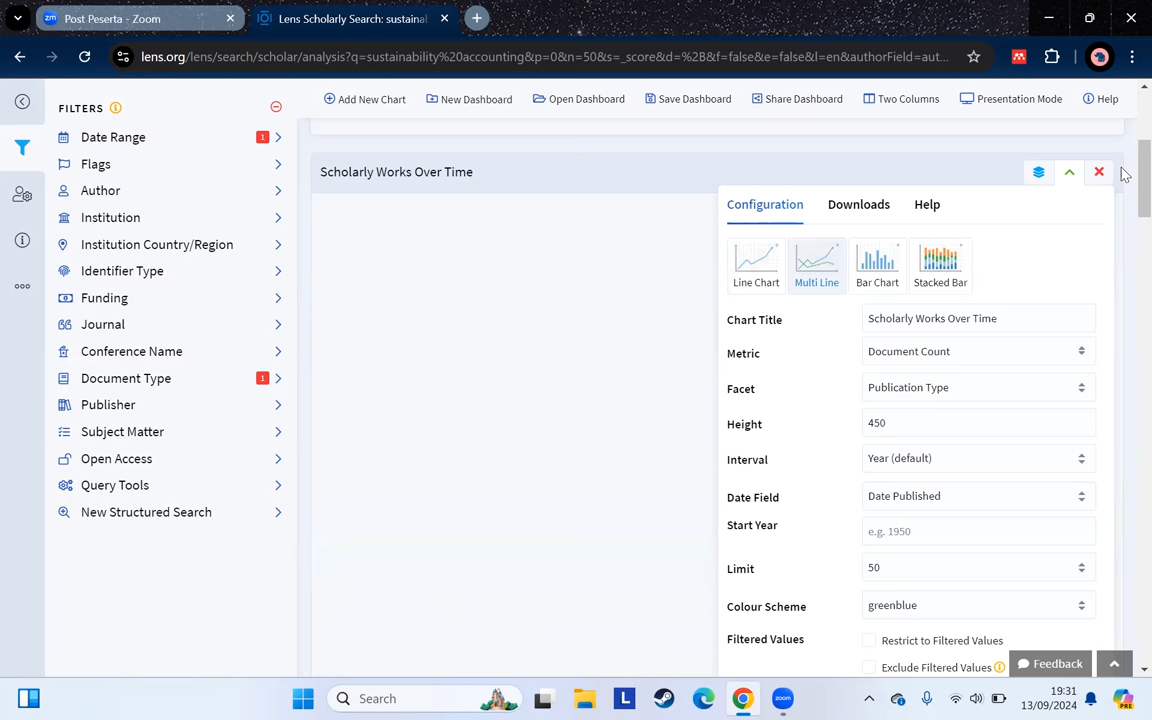 zm Post Peserta - Zoom
Lens Scholarly Search: sustaina
lens.org/lens/search/scholar/analysis?q=sustainability%20accounting&p=0&n=50&s=_score&d=%2B&f=false&e=false&l=en&authorField=aut...
FILTERS
Add New Chart New Dashboard Open Dashboard Save Dashboard Share Dashboard Two Columns Presentation Mode Help
Date Range 1
Flags
Author
Institution
Institution Country/Region
Identifier Type
Funding
Journal
Conference Name
Document Type 1
Publisher
Subject Matter
Open Access
Query Tools
New Structured Search
Scholarly Works Over Time
Configuration Downloads Help
Line Chart Multi Line Bar Chart Stacked Bar
Chart Title Scholarly Works Over Time
Metric Document Count
Facet Publication Type
Height 450
Interval Year (default)
Date Field Date Published
Start Year e.g. 1950
Limit 50
Colour Scheme greenblue
Filtered Values Restrict to Filtered Values
Exclude Filtered Values
Feedback
Search
L
zoom
19:31
13/09/2024
PRE